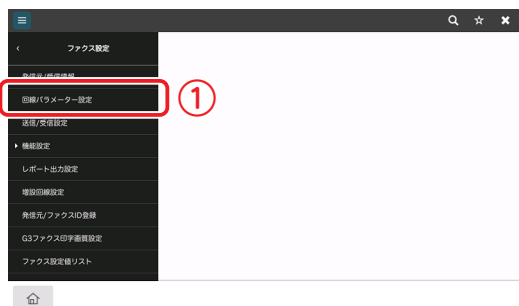 ファクス設定
発信元/受信情報
回線パラメーター設定
①
送信/受信設定
機能設定
レポート出力設定
増設回線設定
発信元/ファクスID登録
G3ファクス印字画質設定
ファクス設定値リスト